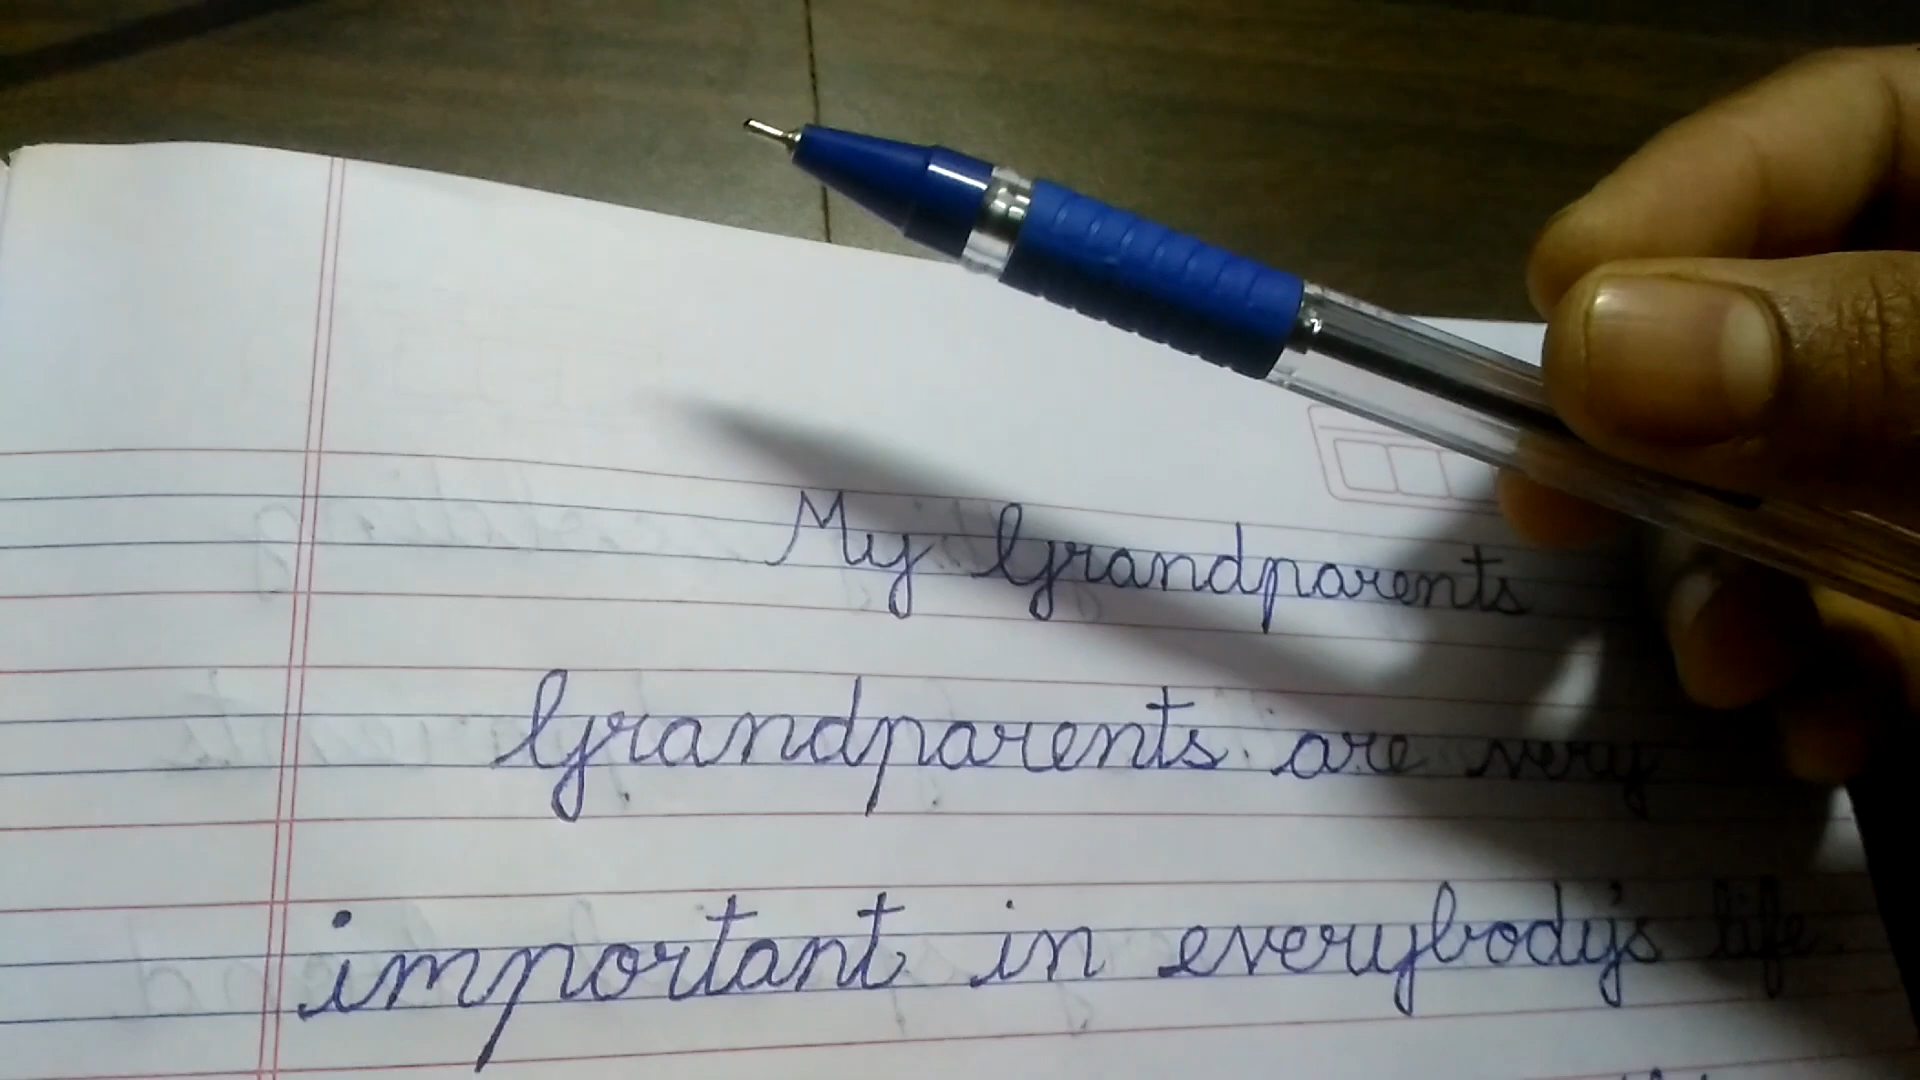 My Grandparents
Grandparents are very
important in everybody's life.